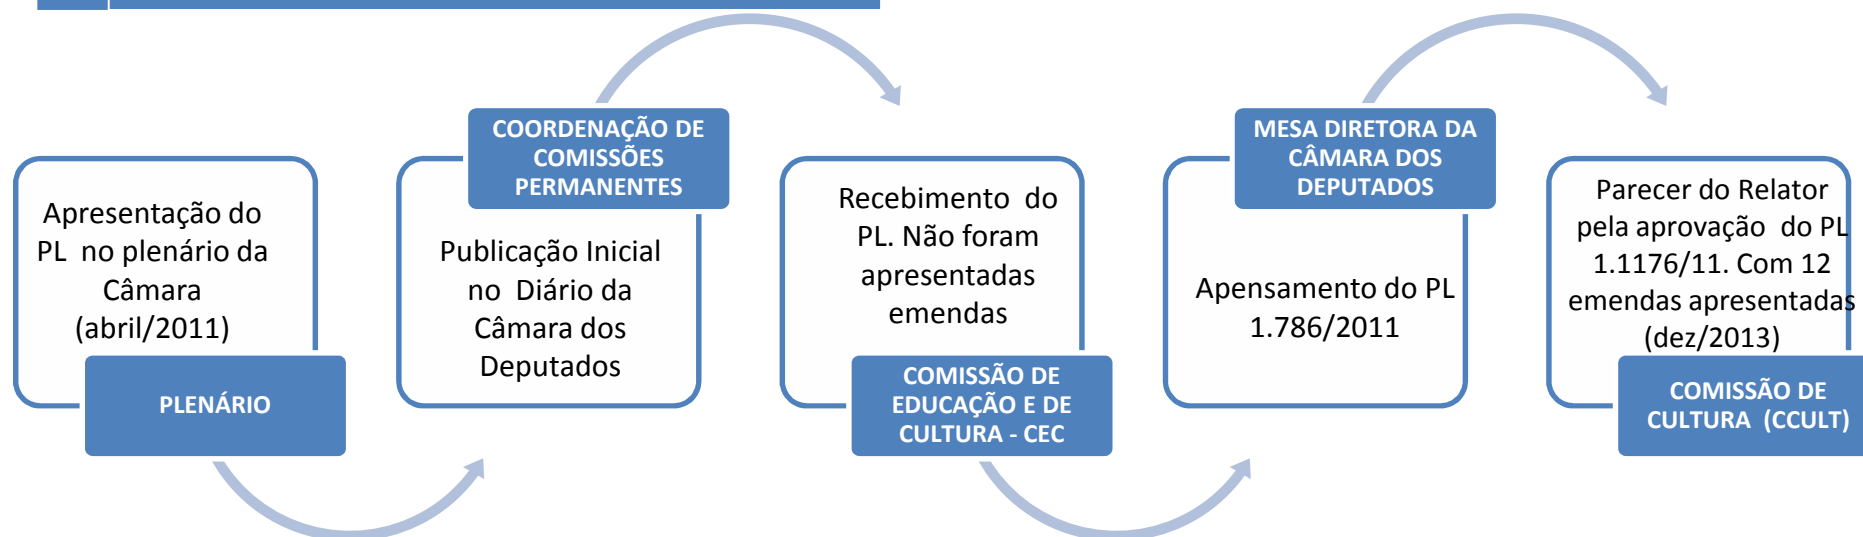 Apresentação do
PL no plenário da
Câmara
(abril/2011)
PLENÁRIO
COORDENAÇÃO DE
COMISSÕES
PERMANENTES
Publicação Inicial
no Diário da
Câmara dos
Deputados
Recebimento do
PL. Não foram
apresentadas
emendas
COMISSÃO DE
EDUCAÇÃO E DE
CULTURA - CEC
MESA DIRETORA DA
CÂMARA DOS
DEPUTADOS
Apensamento do PL
1.786/2011
Parecer do Relator
pela aprovação do PL
1.1176/11. Com 12
emendas apresentadas
(dez/2013)
COMISSÃO DE
CULTURA (CCULT)